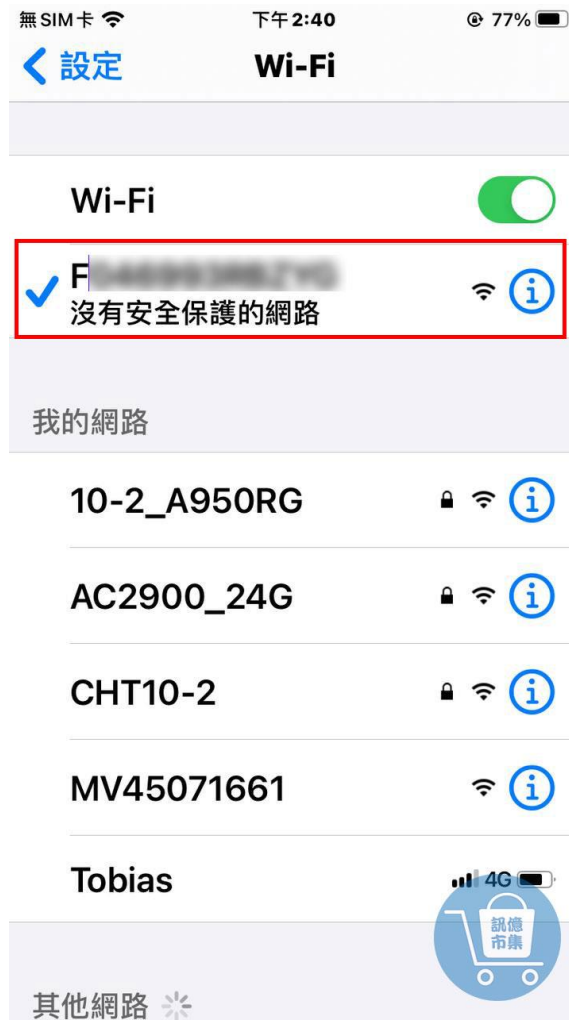 無SIM卡
下午2:40
77%
設定
Wi-Fi
Wi-Fi
F
沒有安全保護的網路
我的網路
10-2_A950RG
AC2900_24G
CHT10-2
MV45071661
Tobias
4G
訊億
市集
其他網路